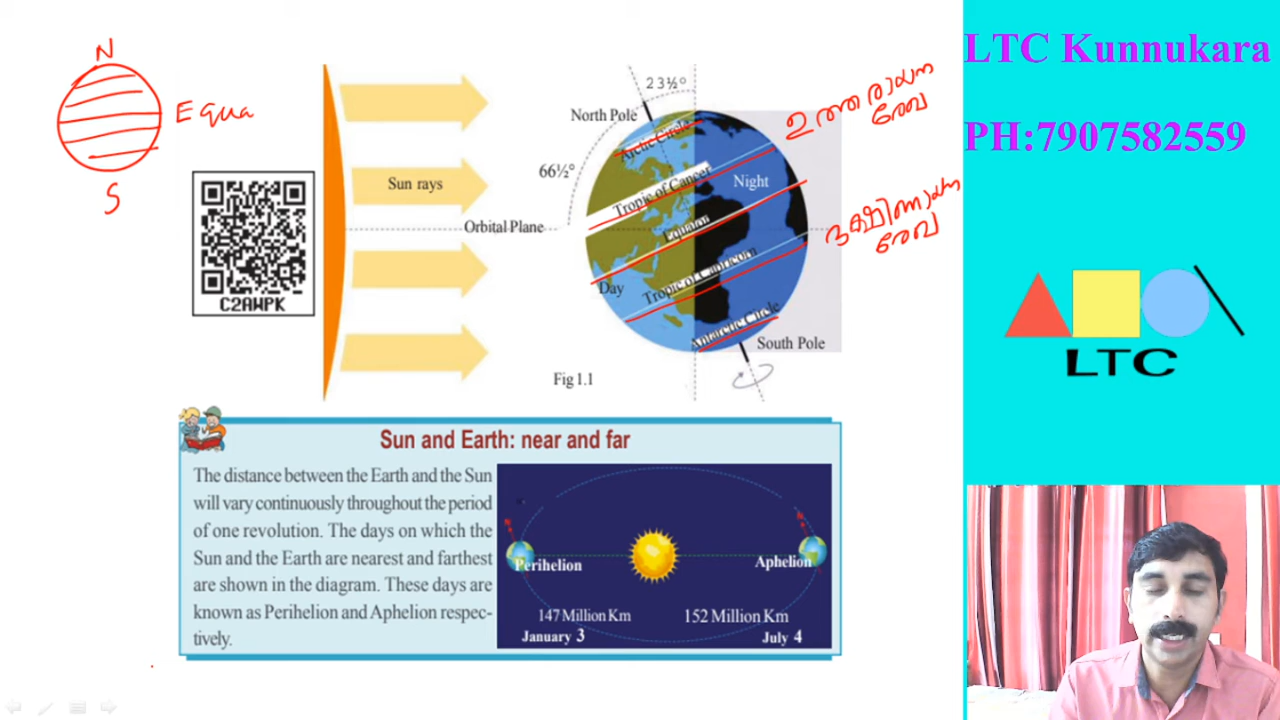 N
E qua
S
C2AWPK
Sun rays
Orbital Plane
23½°
North Pole
66½°
Arctic Circle
Tropic of Cancer
Night
Equator
Day
Tropic of Capricorn
Antarctic Circle
South Pole
Fig 1.1
ഉത്തരായന
രേഖ
ദക്ഷിണായന
രേഖ
Sun and Earth: near and far
The distance between the Earth and the Sun
will vary continuously throughout the period
of one revolution. The days on which the
Sun and the Earth are nearest and farthest
are shown in the diagram. These days are
known as Perihelion and Aphelion respec-
tively.
Perihelion
Aphelion
147 Million Km
152 Million Km
January 3
July 4
LTC Kunnukara
PH:7907582559
LTC